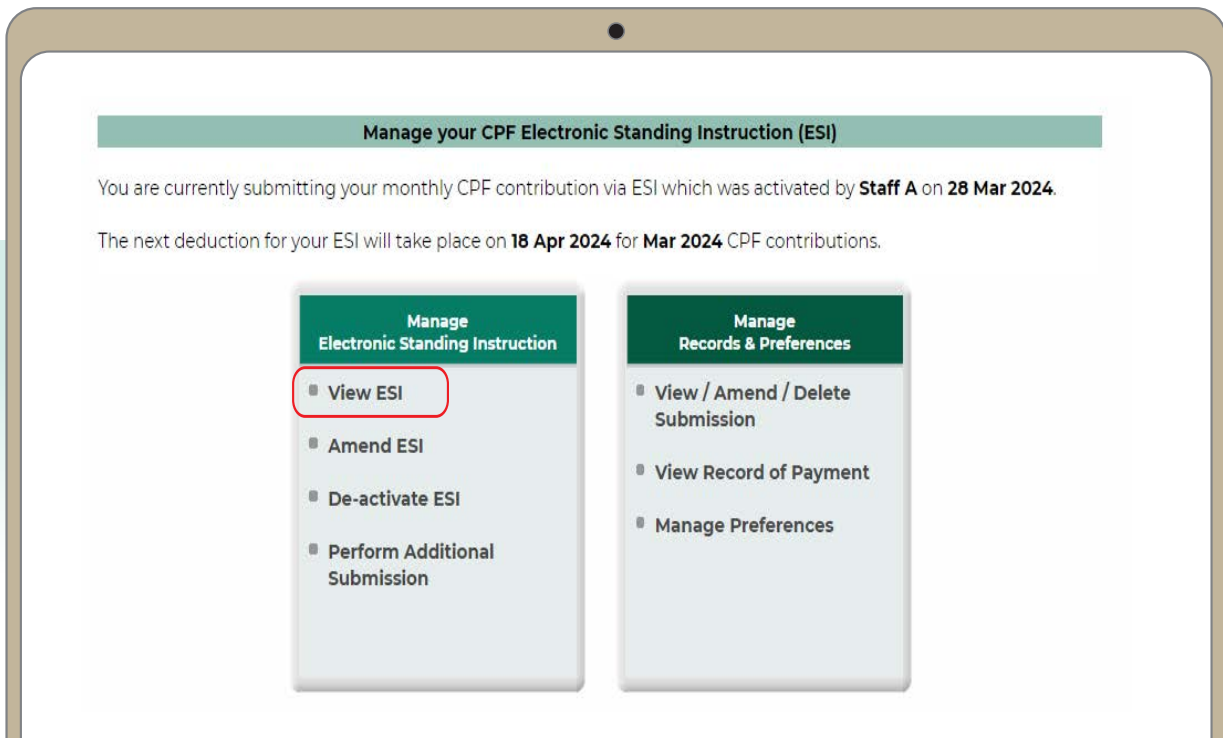 Manage your CPF Electronic Standing Instruction (ESI)
You are currently submitting your monthly CPF contribution via ESI which was activated by Staff A on 28 Mar 2024.
The next deduction for your ESI will take place on 18 Apr 2024 for Mar 2024 CPF contributions.
Manage
Electronic Standing Instruction
View ESI
Amend ESI
De-activate ESI
Perform Additional
Submission
Manage
Records & Preferences
View / Amend / Delete
Submission
View Record of Payment
Manage Preferences